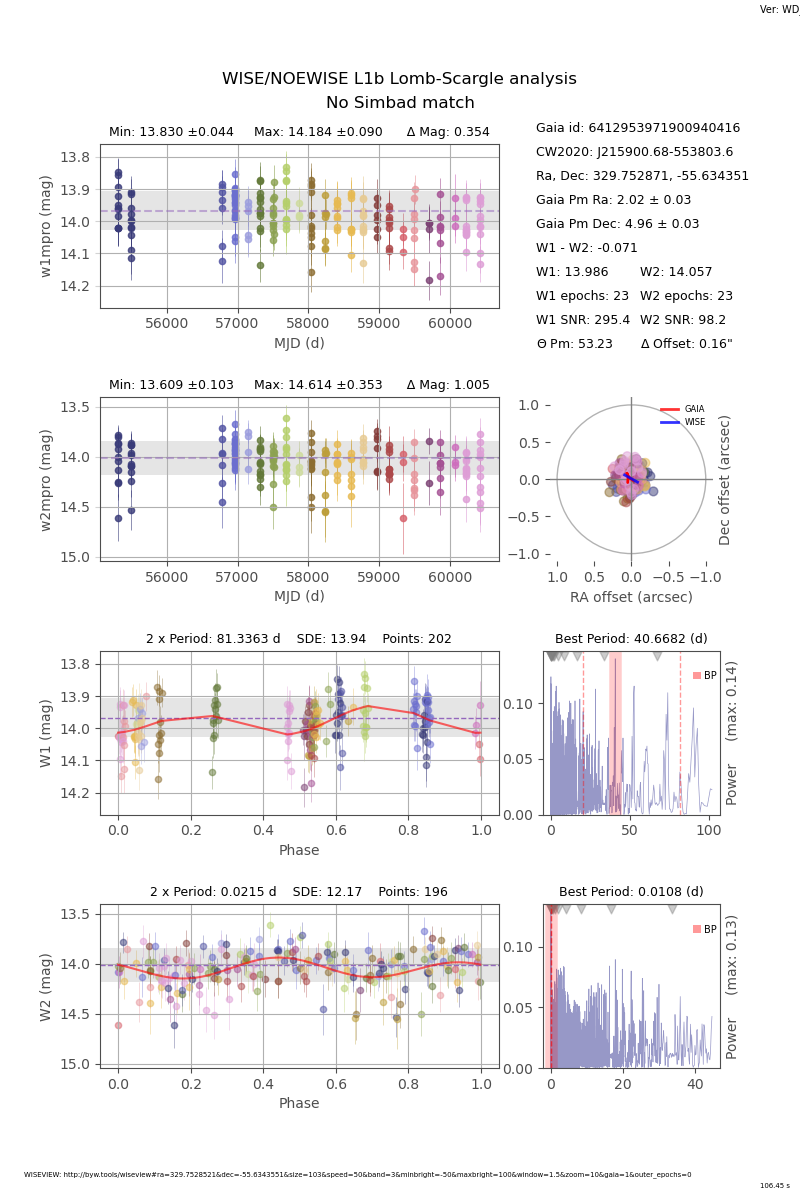 Ver: WD_
WISE/NOEWISE L1b Lomb-Scargle analysis
No Simbad match
Min: 13.830 ±0.044 Max: 14.184 ±0.090 Δ Mag: 0.354
13.8
13.9
14.0
14.1
14.2
w1mpro (mag)
56000 57000 58000 59000 60000
MJD (d)
Gaia id: 6412953971900940416
CW2020: J215900.68-553803.6
Ra, Dec: 329.752871, -55.634351
Gaia Pm Ra: 2.02 ± 0.03
Gaia Pm Dec: 4.96 ± 0.03
W1 - W2: -0.071
W1: 13.986 W2: 14.057
W1 epochs: 23 W2 epochs: 23
W1 SNR: 295.4 W2 SNR: 98.2
Θ Pm: 53.23 Δ Offset: 0.16"
Min: 13.609 ±0.103 Max: 14.614 ±0.353 Δ Mag: 1.005
13.5
14.0
14.5
15.0
w2mpro (mag)
56000 57000 58000 59000 60000
MJD (d)
GAIA
WISE
1.0
0.5
0.0
−0.5
−1.0
Dec offset (arcsec)
1.0 0.5 0.0 −0.5 −1.0
RA offset (arcsec)
2 x Period: 81.3363 d SDE: 13.94 Points: 202
13.8
13.9
14.0
14.1
14.2
W1 (mag)
0.0 0.2 0.4 0.6 0.8 1.0
Phase
Best Period: 40.6682 (d)
BP
0.10
0.05
0.00
Power (max: 0.14)
0 50 100
2 x Period: 0.0215 d SDE: 12.17 Points: 196
13.5
14.0
14.5
15.0
W2 (mag)
0.0 0.2 0.4 0.6 0.8 1.0
Phase
Best Period: 0.0108 (d)
BP
0.10
0.05
0.00
Power (max: 0.13)
0 20 40
WISEVIEW: http://byw.tools/wiseview#ra=329.7528521&dec=-55.6343551&size=103&speed=50&band=3&minbright=-50&maxbright=100&window=1.5&zoom=10&gaia=1&outer_epochs=0
106.45 s